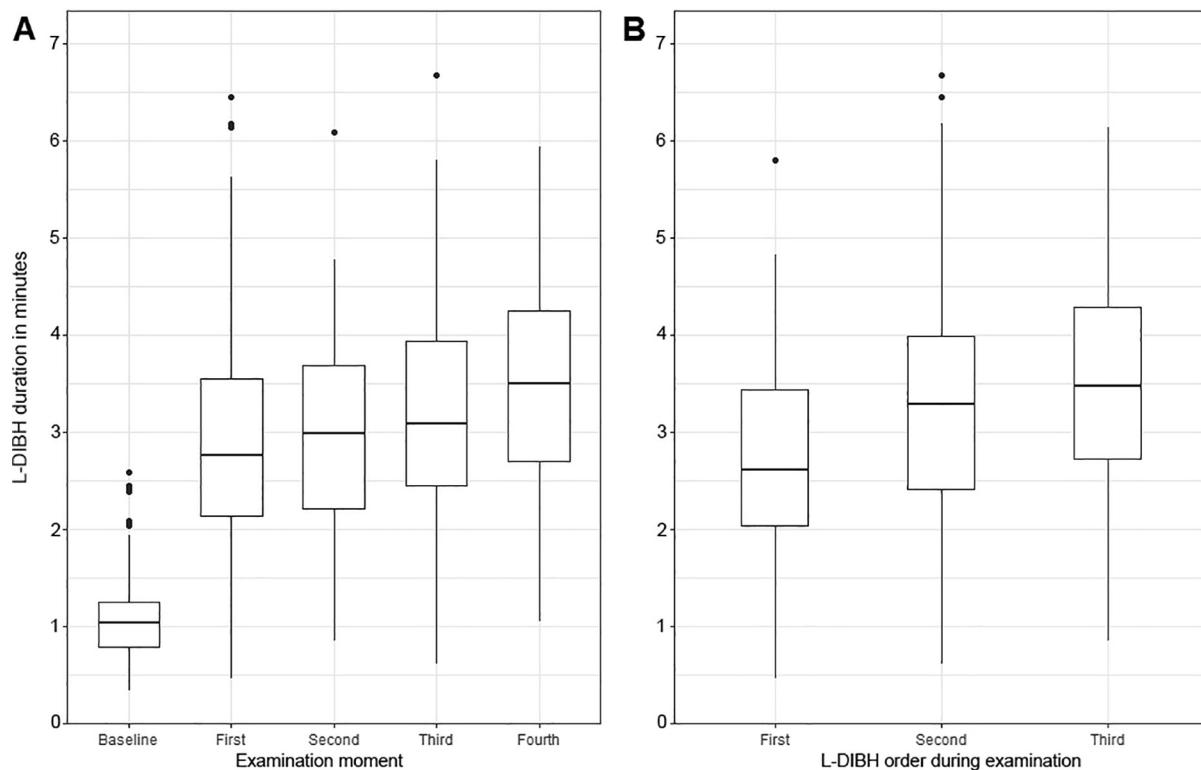 A
B
L-DIBH duration in minutes
7
6
5
4
3
2
1
0
Baseline First Second Third Fourth
Examination moment
7
6
5
4
3
2
1
0
First Second Third
L-DIBH order during examination